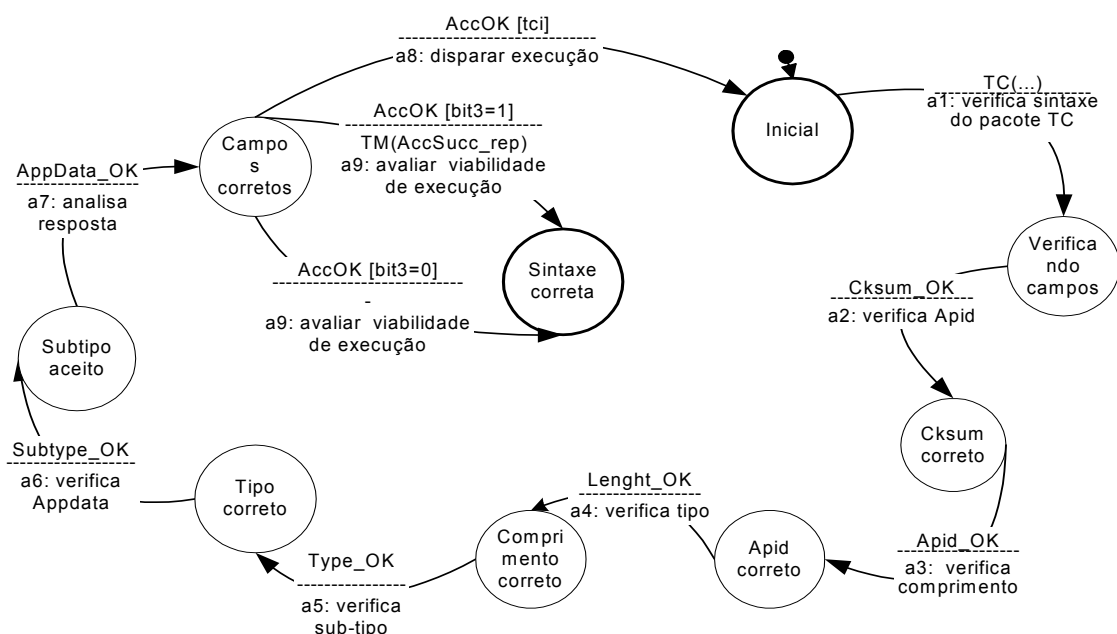 AccOK [tci]
a8: disparar execução
Inicial
TC(...)
a1: verifica sintaxe
do pacote TC
AccOK [bit3=1]
TM(AccSucc_rep)
a9: avaliar viabilidade
de execução
Campo
s
corretos
AppData_OK
a7: analisa
resposta
Sintaxe
correta
AccOK [bit3=0]
-
a9: avaliar viabilidade
de execução
Verifica
ndo
campos
Cksum_OK
a2: verifica Apid
Subtipo
aceito
Cksum
correto
Subtype_OK
a6: verifica
Appdata
Tipo
correto
Lenght_OK
a4: verifica tipo
Apid_OK
a3: verifica
comprimento
Apid
correto
Compri
mento
correto
Type_OK
a5: verifica
sub-tipo